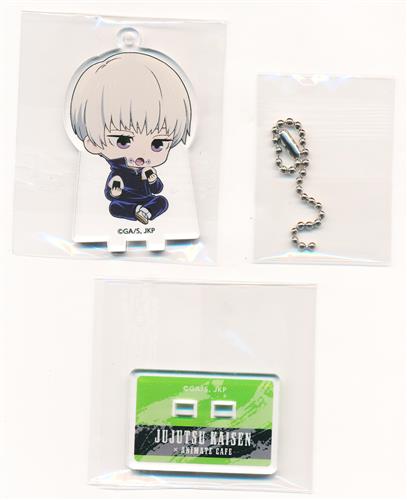 ©GA/S, JKP
©GA/S, JKP
JUJUTSU KAISEN
× ANIMATE CAFE